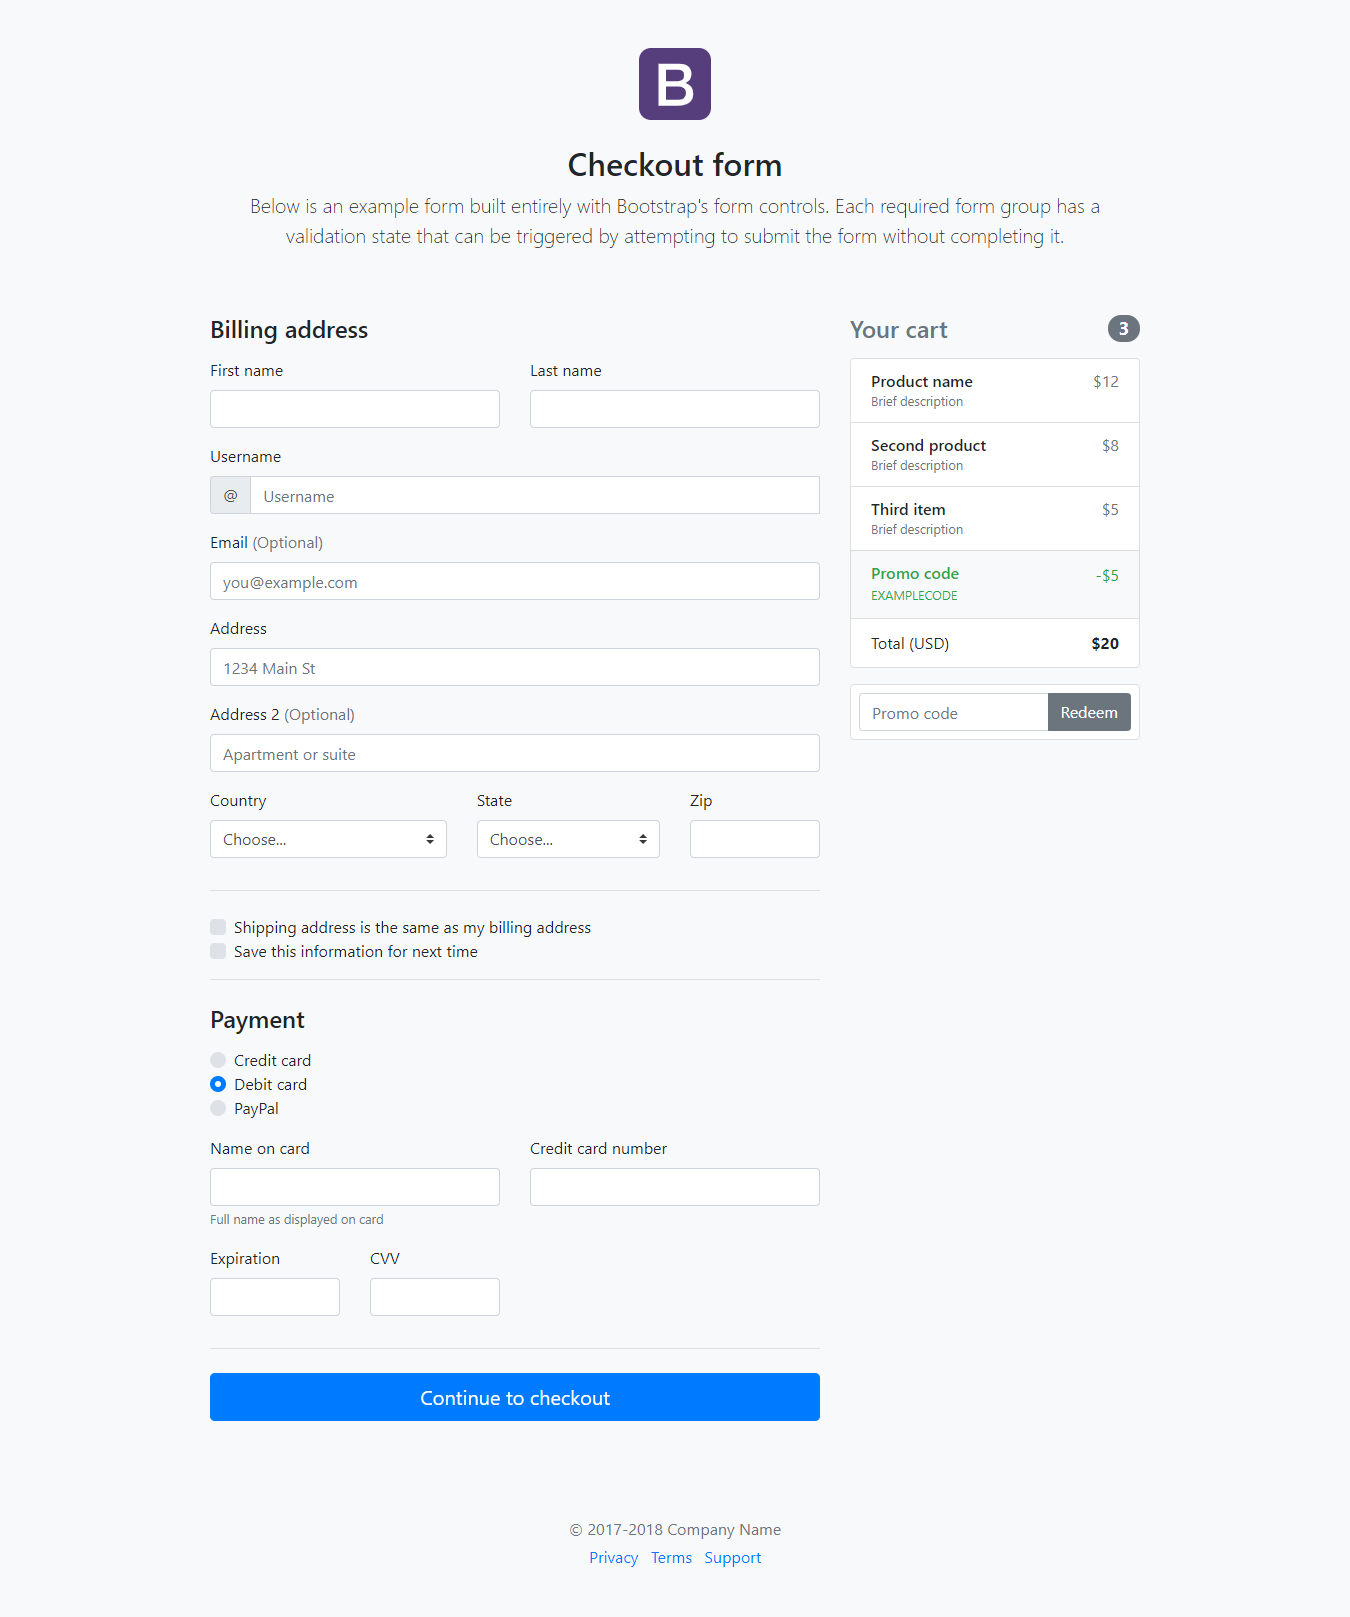 B
Checkout form
Below is an example form built entirely with Bootstrap's form controls. Each required form group has a
validation state that can be triggered by attempting to submit the form without completing it.
Billing address
First name Last name
Username
@ Username
Email (Optional)
you@example.com
Address
1234 Main St
Address 2 (Optional)
Apartment or suite
Country State Zip
Choose... Choose...
Shipping address is the same as my billing address
Save this information for next time
Payment
Credit card
Debit card
PayPal
Name on card Credit card number
Full name as displayed on card
Expiration CVV
Continue to checkout
Your cart 3
Product name $12
Brief description
Second product $8
Brief description
Third item $5
Brief description
Promo code -$5
EXAMPLECODE
Total (USD) $20
Promo code Redeem
© 2017-2018 Company Name
Privacy Terms Support